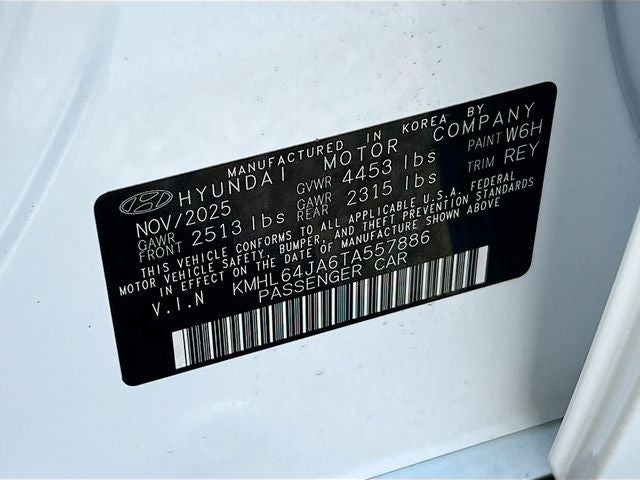 MANUFACTURED IN KOREA BY
HYUNDAI MOTOR COMPANY
NOV/2025 GVWR 4453 lbs PAINT W6H
GAWR FRONT 2513 lbs GAWR REAR 2315 lbs TRIM REY
THIS VEHICLE CONFORMS TO ALL APPLICABLE U.S.A. FEDERAL
MOTOR VEHICLE SAFETY, BUMPER, AND THEFT PREVENTION STANDARDS
IN EFFECT ON THE DATE OF MANUFACTURE SHOWN ABOVE
V.I.N KMHL64JA6TA557886
PASSENGER CAR